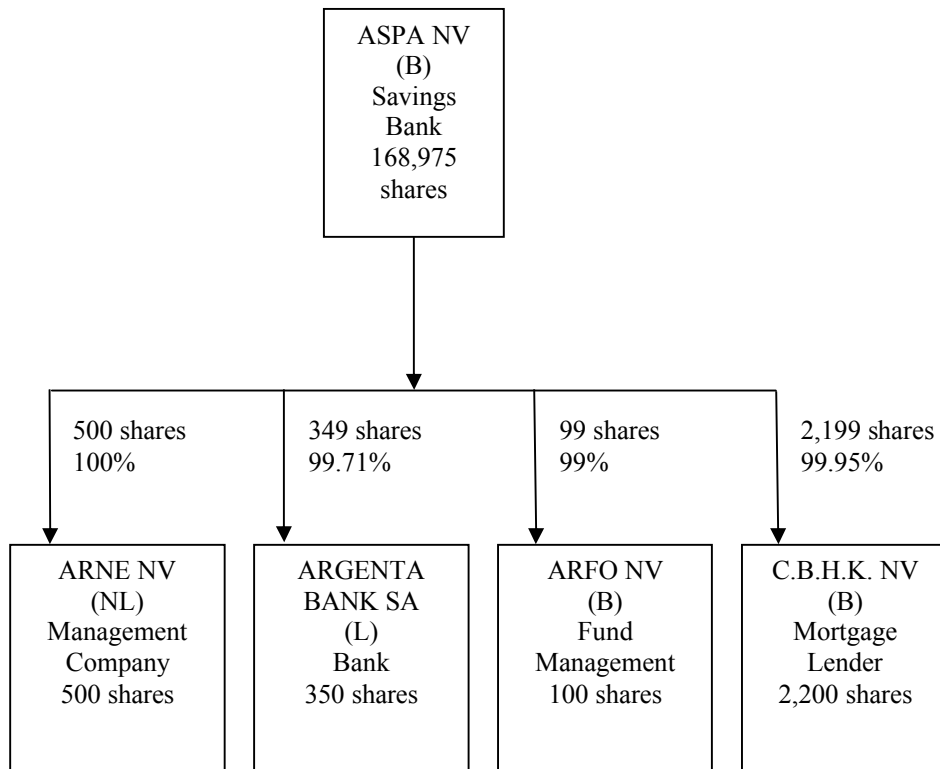 ASPA NV
(B)
Savings
Bank
168,975
shares
500 shares
100%
349 shares
99.71%
99 shares
99%
2,199 shares
99.95%
ARNE NV
(NL)
Management
Company
500 shares
ARGENTA
BANK SA
(L)
Bank
350 shares
ARFO NV
(B)
Fund
Management
100 shares
C.B.H.K. NV
(B)
Mortgage
Lender
2,200 shares